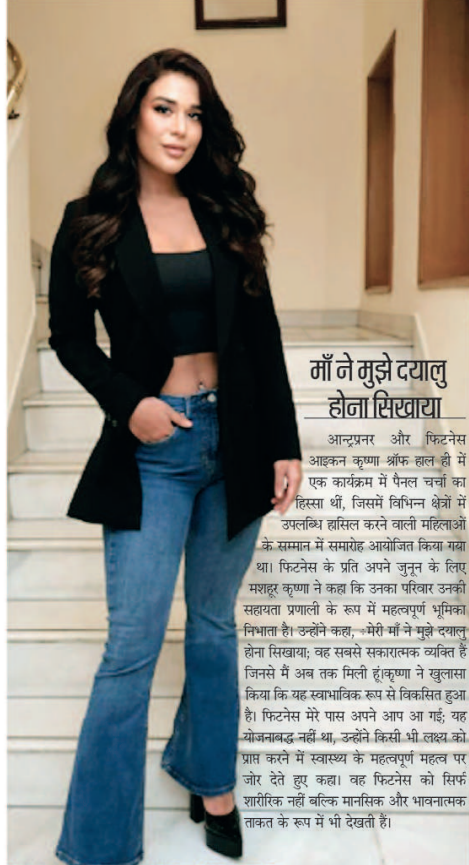 माँ ने मुझे दयालु
होना सिखाया
आन्ट्रप्रनर और फिटनेस
आइकन कृष्णा श्रॉफ हाल ही में
एक कार्यक्रम में पैनल चर्चा का
हिस्सा थीं, जिसमें विभिन्न क्षेत्रों में
उपलब्धि हासिल करने वाली महिलाओं
के सम्मान में समारोह आयोजित किया गया
था। फिटनेस के प्रति अपने जुनून के लिए
मशहूर कृष्णा ने कहा कि उनका परिवार उनकी
सहायता प्रणाली के रूप में महत्वपूर्ण भूमिका
निभाता है। उन्होंने कहा, ÷मेरी माँ ने मुझे दयालु
होना सिखाया; वह सबसे सकारात्मक व्यक्ति हैं
जिनसे मैं अब तक मिली हूं।कृष्णा ने खुलासा
किया कि यह स्वाभाविक रूप से विकसित हुआ
है। फिटनेस मेरे पास अपने आप आ गई; यह
योजनाबद्ध नहीं था, उन्होंने किसी भी लक्ष्य को
प्राप्त करने में स्वास्थ्य के महत्वपूर्ण महत्व पर
जोर देते हुए कहा। वह फिटनेस को सिर्फ
शारीरिक नहीं बल्कि मानसिक और भावनात्मक
ताकत के रूप में भी देखती हैं।